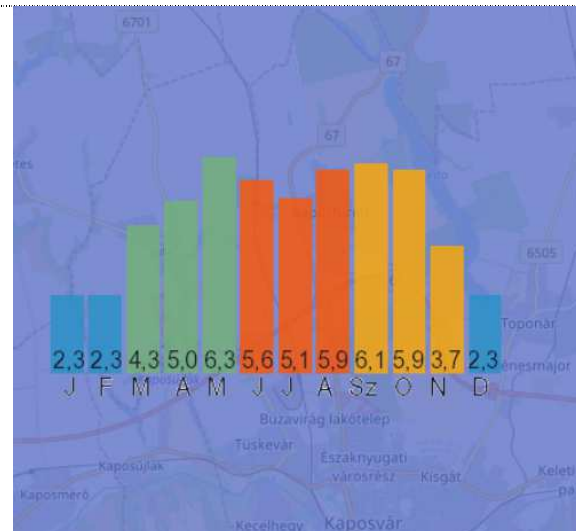 6701
67
67
6505
Toponár
2,3 2,3 4,3 5,0 6,3 5,6 5,1 5,9 6,1 5,9 3,7 2,3
J F M A M J J A Sz O N D
Búzavirág lakótelep
Tüskevár
Északnyugati
városrész
Kaposújlak
Kisgát
Keleti
Kaposmérő
Kecelhegy
Kaposvár